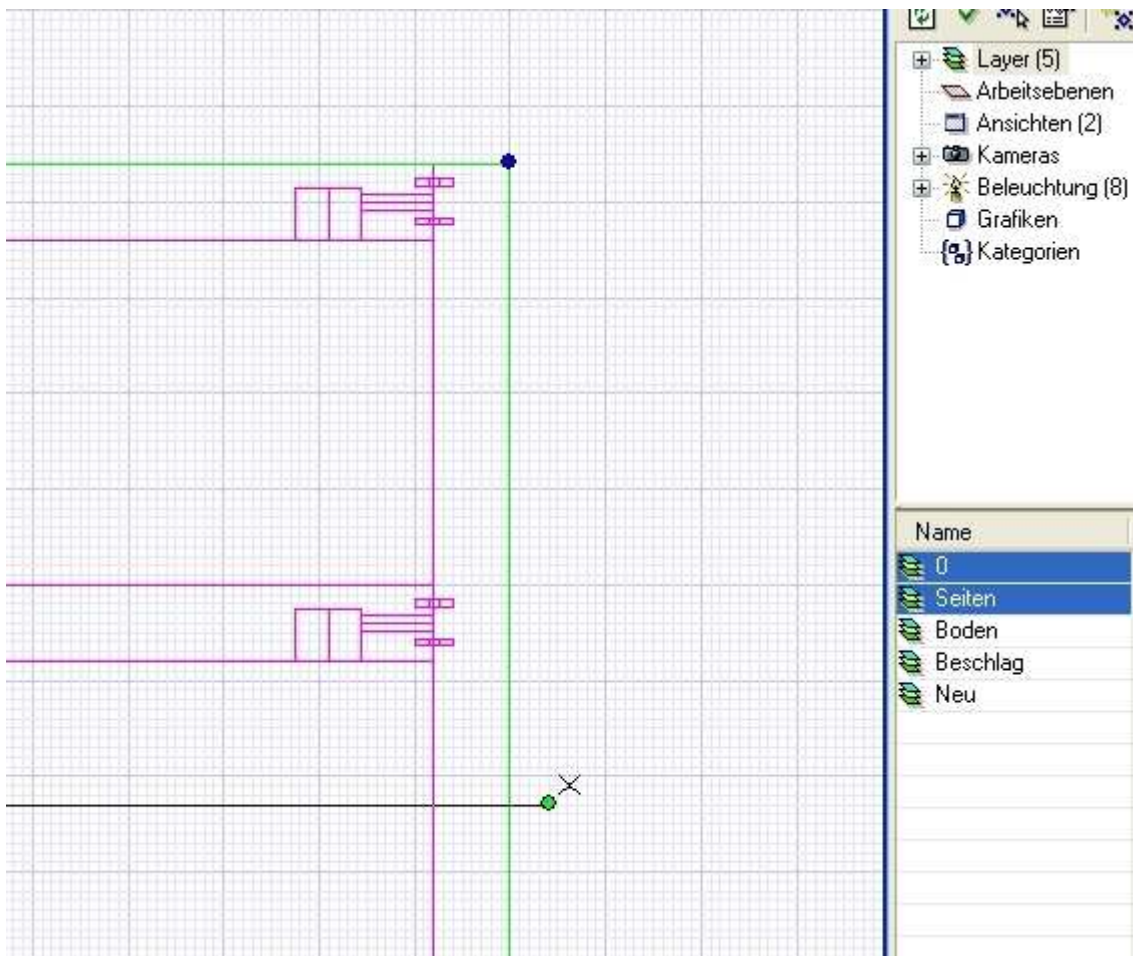 Layer (5)
Arbeitsebenen
Ansichten (2)
Kameras
Beleuchtung (8)
Grafiken
Kategorien
Name
0
Seiten
Boden
Beschlag
Neu